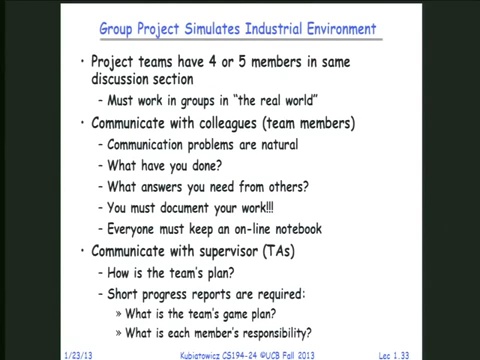 Group Project Simulates Industrial Environment
• Project teams have 4 or 5 members in same
discussion section
– Must work in groups in “the real world”
• Communicate with colleagues (team members)
– Communication problems are natural
– What have you done?
– What answers you need from others?
– You must document your work!!!
– Everyone must keep an on-line notebook
• Communicate with supervisor (TAs)
– How is the team’s plan?
– Short progress reports are required:
» What is the team’s game plan?
» What is each member’s responsibility?
1/23/13 Kubiatowicz CS194-24 ©UCB Fall 2013 Lec 1.33